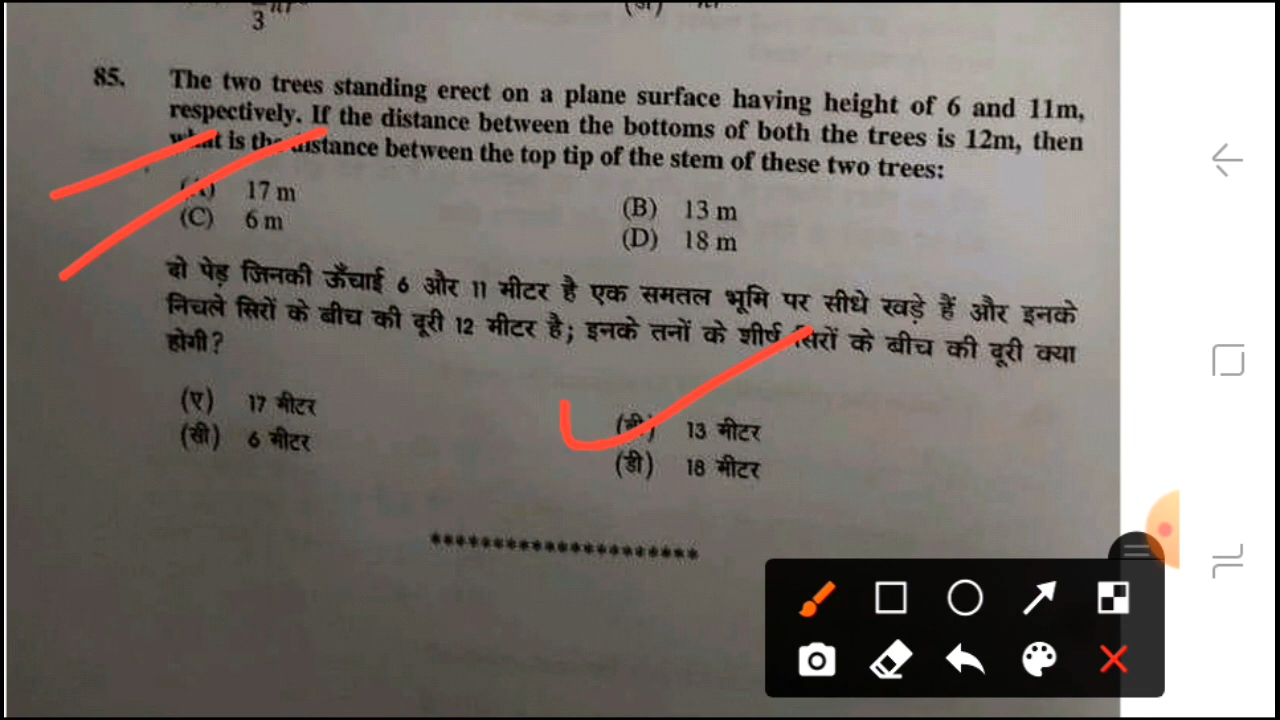 3
85. The two trees standing erect on a plane surface having height of 6 and 11m,
respectively. If the distance between the bottoms of both the trees is 12m, then
what is the distance between the top tip of the stem of these two trees:
(A) 17 m (B) 13 m
(C) 6 m (D) 18 m
दो पेड़ जिनकी ऊँचाई 6 और 11 मीटर है एक समतल भूमि पर सीधे खड़े हैं और इनके
निचले सिरों के बीच की दूरी 12 मीटर है; इनके तनों के शीर्ष सिरों के बीच की दूरी क्या
होगी?
(ए) 17 मीटर (बी) 13 मीटर
(सी) 6 मीटर (डी) 18 मीटर
*********************